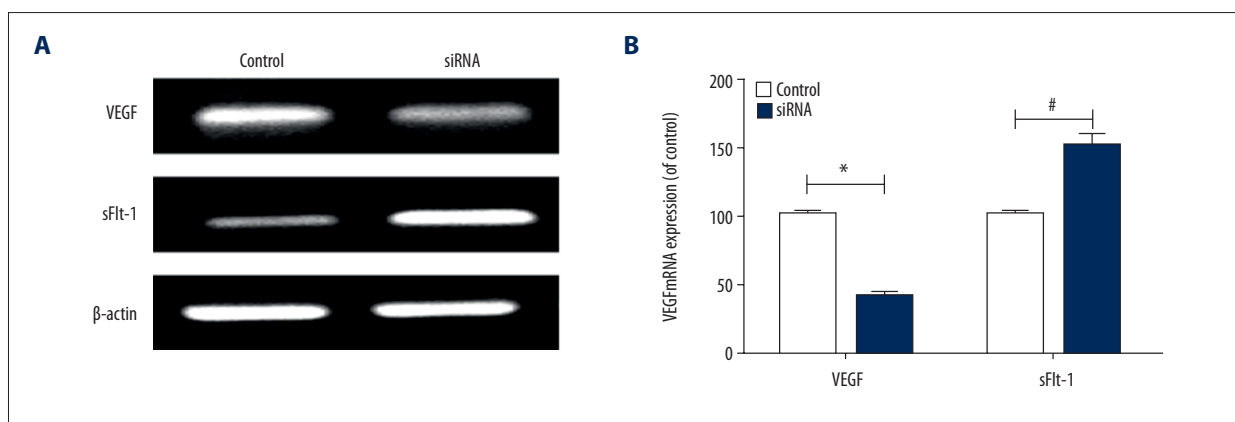 A
Control
siRNA
VEGF
sFlt-1
β-actin
B
VEGFmRNA expression (of control)
200
150
100
50
0
Control
siRNA
*
#
VEGF
sFlt-1